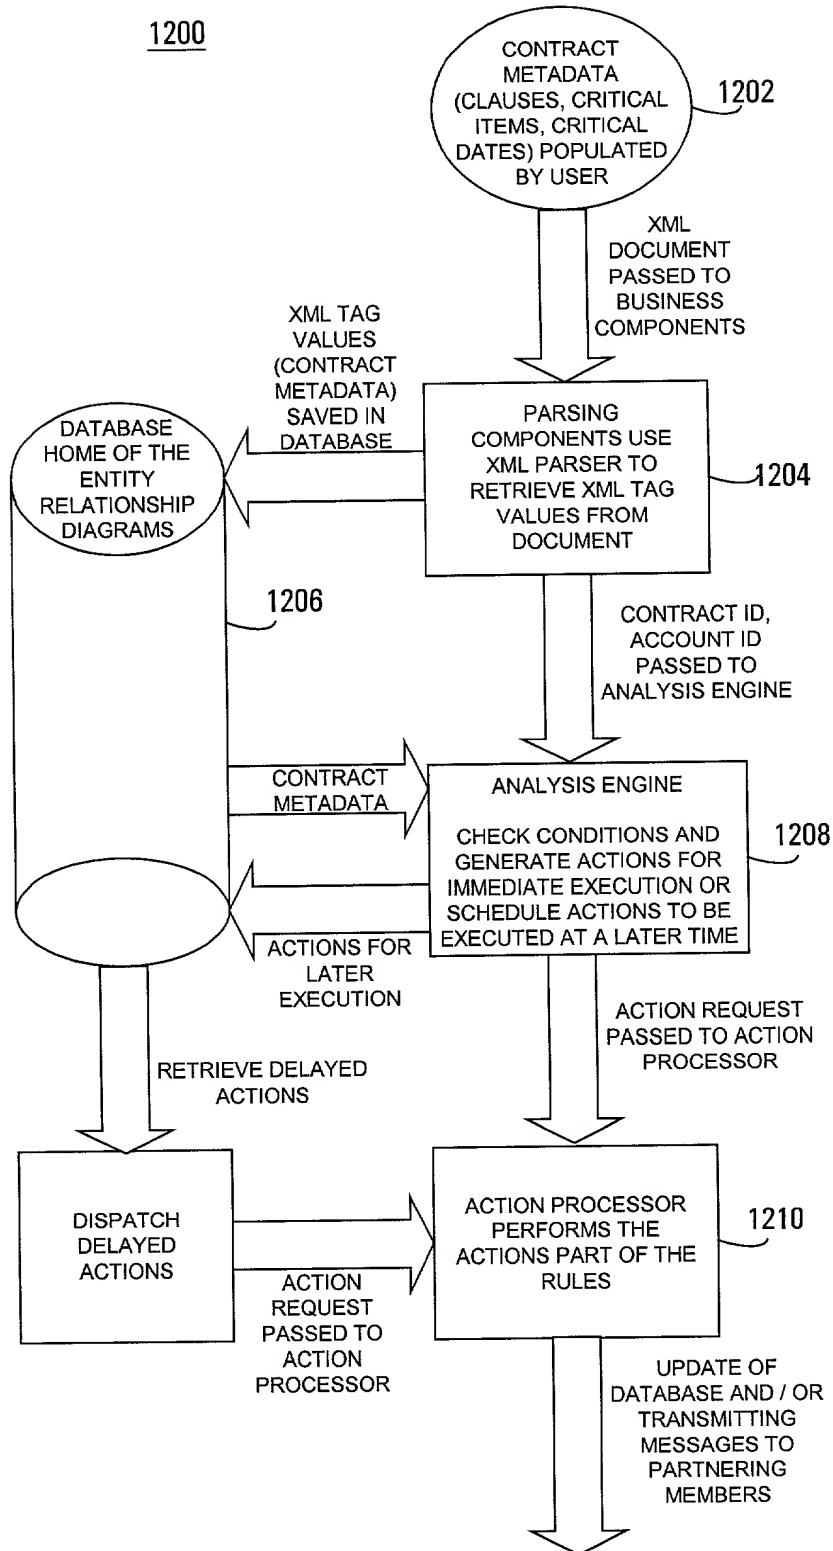 1200
CONTRACT
METADATA
(CLAUSES, CRITICAL
ITEMS, CRITICAL
DATES) POPULATED
BY USER
1202
XML
DOCUMENT
PASSED TO
BUSINESS
COMPONENTS
XML TAG
VALUES
(CONTRACT
METADATA)
SAVED IN
DATABASE
PARSING
COMPONENTS USE
XML PARSER TO
RETRIEVE XML TAG
VALUES FROM
DOCUMENT
1204
DATABASE
HOME OF THE
ENTITY
RELATIONSHIP
DIAGRAMS
1206
CONTRACT ID,
ACCOUNT ID
PASSED TO
ANALYSIS ENGINE
CONTRACT
METADATA
ANALYSIS ENGINE
CHECK CONDITIONS AND
GENERATE ACTIONS FOR
IMMEDIATE EXECUTION OR
SCHEDULE ACTIONS TO BE
EXECUTED AT A LATER TIME
1208
ACTIONS FOR
LATER
EXECUTION
ACTION REQUEST
PASSED TO ACTION
PROCESSOR
RETRIEVE DELAYED
ACTIONS
DISPATCH
DELAYED
ACTIONS
ACTION
REQUEST
PASSED TO
ACTION
PROCESSOR
ACTION PROCESSOR
PERFORMS THE
ACTIONS PART OF THE
RULES
1210
UPDATE OF
DATABASE AND / OR
TRANSMITTING
MESSAGES TO
PARTNERING
MEMBERS